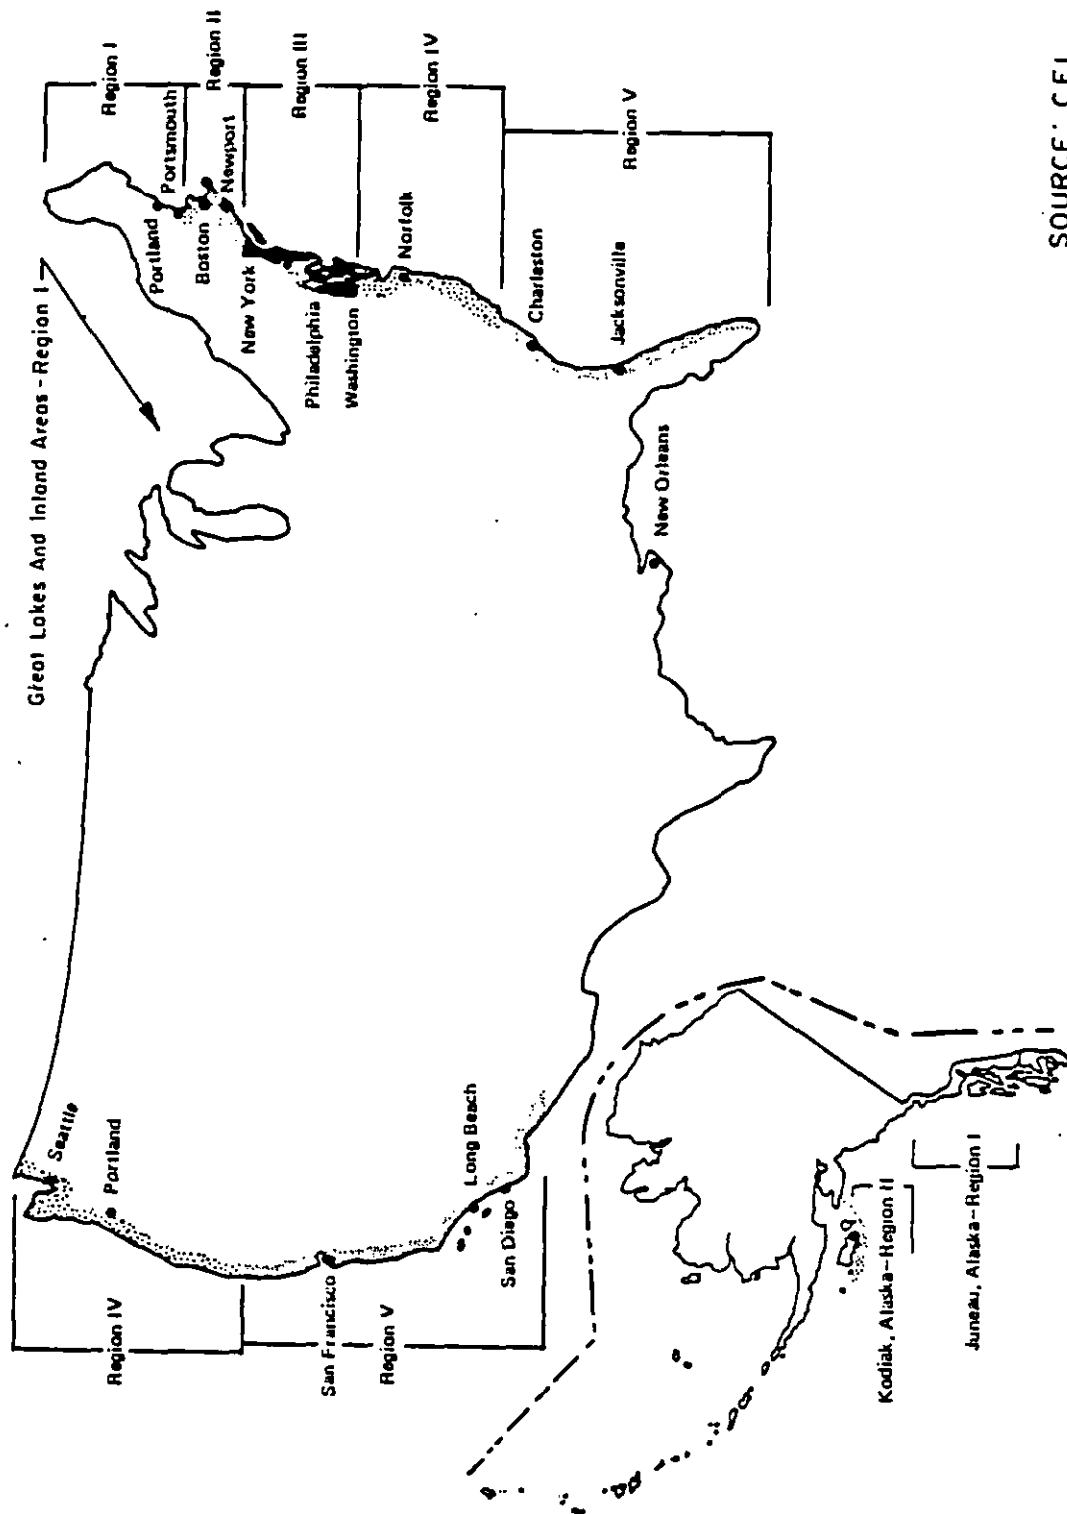 Great Lakes And Inland Areas - Region I
Region I
Region II
Region III
Region IV
Region V
Portland
Portsmouth
Boston
Newport
New York
Philadelphia
Washington
Norfolk
Charleston
Jacksonville
New Orleans
Seattle
Portland
Region IV
San Francisco
Region V
Long Beach
San Diego
Kodiak, Alaska-Region II
Juneau, Alaska-Region I
SOURCE: